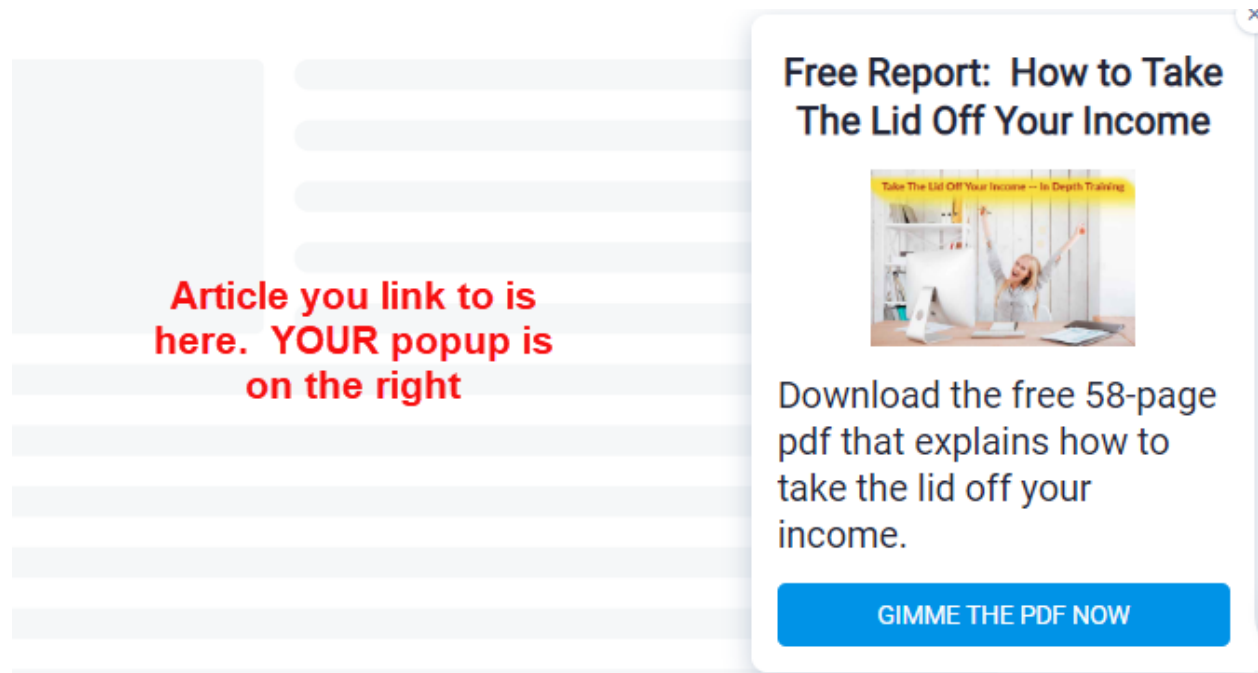 Article you link to is
here.  YOUR popup is
on the right
Free Report:  How to Take
The Lid Off Your Income
Take The Lid Off Your Income -- In Depth Training
Download the free 58-page
pdf that explains how to
take the lid off your
income.
GIMME THE PDF NOW